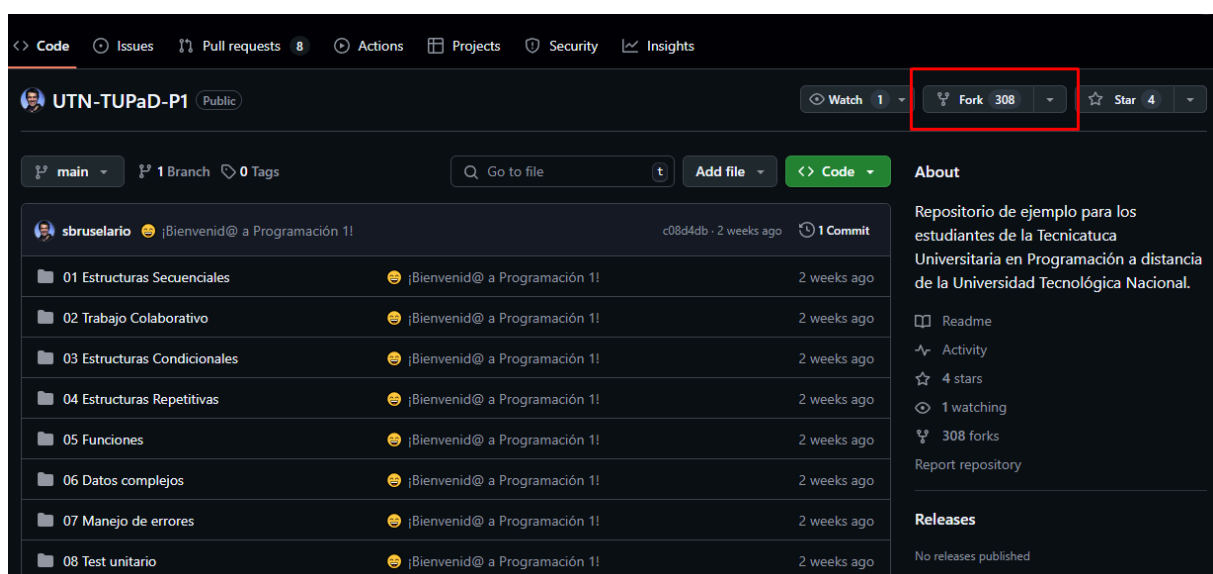 <> Code Issues Pull requests 8 Actions Projects Security Insights
UTN-TUPaD-P1 Public Watch 1 Fork 308 Star 4
main 1 Branch 0 Tags Go to file t Add file <> Code
sbruselario 😄 ¡Bienvenid@ a Programación 1! c08d4db · 2 weeks ago 1 Commit
01 Estructuras Secuenciales 😄 ¡Bienvenid@ a Programación 1! 2 weeks ago
02 Trabajo Colaborativo 😄 ¡Bienvenid@ a Programación 1! 2 weeks ago
03 Estructuras Condicionales 😄 ¡Bienvenid@ a Programación 1! 2 weeks ago
04 Estructuras Repetitivas 😄 ¡Bienvenid@ a Programación 1! 2 weeks ago
05 Funciones 😄 ¡Bienvenid@ a Programación 1! 2 weeks ago
06 Datos complejos 😄 ¡Bienvenid@ a Programación 1! 2 weeks ago
07 Manejo de errores 😄 ¡Bienvenid@ a Programación 1! 2 weeks ago
08 Test unitario 😄 ¡Bienvenid@ a Programación 1! 2 weeks ago
About
Repositorio de ejemplo para los
estudiantes de la Tecnicatuca
Universitaria en Programación a distancia
de la Universidad Tecnológica Nacional.
Readme
Activity
4 stars
1 watching
308 forks
Report repository
Releases
No releases published